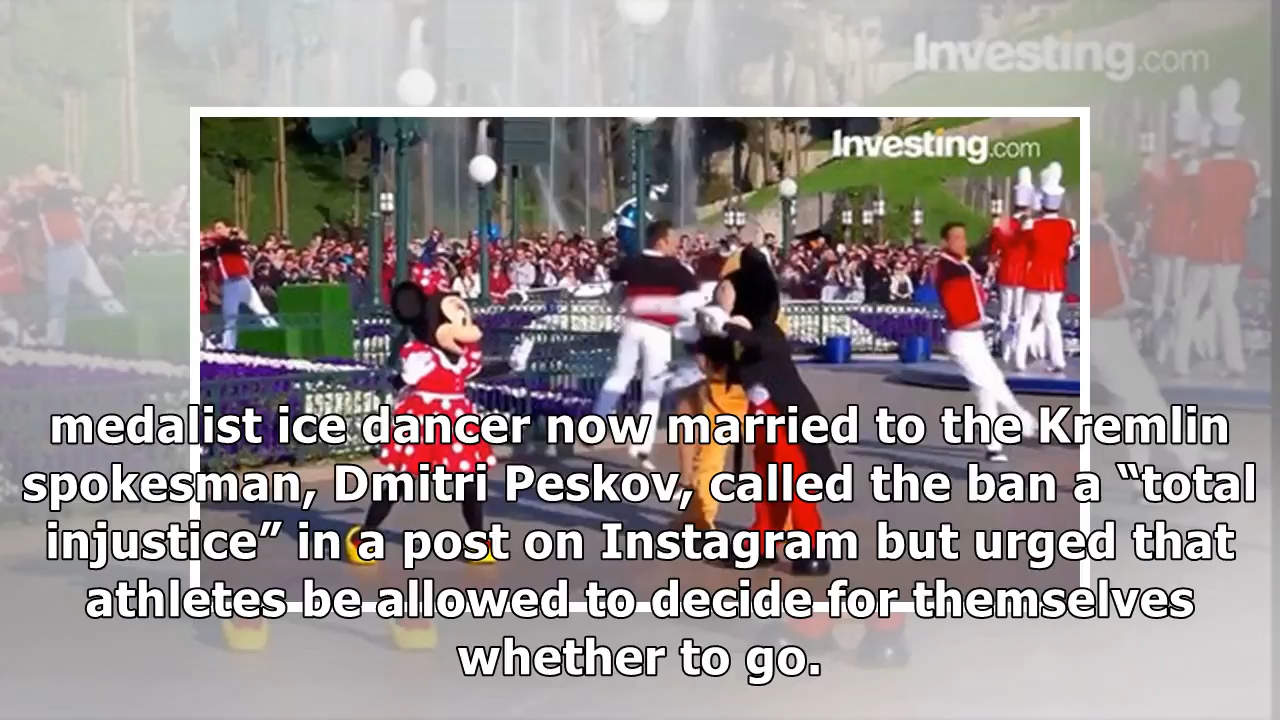 Investing.com
Investing.com
medalist ice dancer now married to the Kremlin
spokesman, Dmitri Peskov, called the ban a “total
injustice” in a post on Instagram but urged that
athletes be allowed to decide for themselves
whether to go.